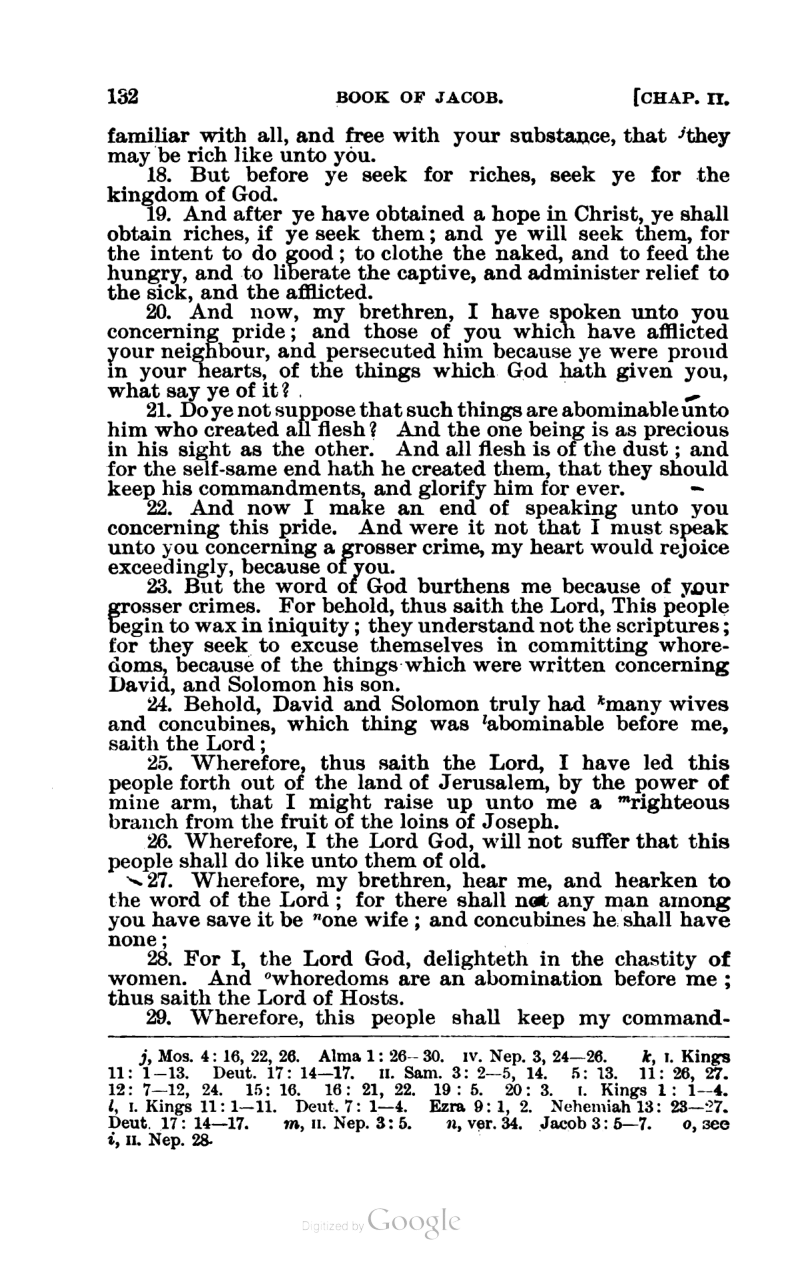 132 BOOK OF JACOB. [CHAP. II.
familiar with all, and free with your substance, that jthey
may be rich like unto you.
18. But before ye seek for riches, seek ye for the
kingdom of God.
19. And after ye have obtained a hope in Christ, ye shall
obtain riches, if ye seek them; and ye will seek them, for
the intent to do good; to clothe the naked, and to feed the
hungry, and to liberate the captive, and administer relief to
the sick, and the afflicted.
20. And now, my brethren, I have spoken unto you
concerning pride; and those of you which have afflicted
your neighbour, and persecuted him because ye were proud
in your hearts, of the things which God hath given you,
what say ye of it?
21. Do ye not suppose that such things are abominable unto
him who created all flesh? And the one being is as precious
in his sight as the other. And all flesh is of the dust; and
for the self-same end hath he created them, that they should
keep his commandments, and glorify him for ever.
22. And now I make an end of speaking unto you
concerning this pride. And were it not that I must speak
unto you concerning a grosser crime, my heart would rejoice
exceedingly, because of you.
23. But the word of God burthens me because of your
grosser crimes. For behold, thus saith the Lord, This people
begin to wax in iniquity; they understand not the scriptures;
for they seek to excuse themselves in committing whore-
doms, because of the things which were written concerning
David, and Solomon his son.
24. Behold, David and Solomon truly had kmany wives
and concubines, which thing was labominable before me,
saith the Lord;
25. Wherefore, thus saith the Lord, I have led this
people forth out of the land of Jerusalem, by the power of
mine arm, that I might raise up unto me a mrighteous
branch from the fruit of the loins of Joseph.
26. Wherefore, I the Lord God, will not suffer that this
people shall do like unto them of old.
27. Wherefore, my brethren, hear me, and hearken to
the word of the Lord; for there shall not any man among
you have save it be none wife; and concubines he shall have
none;
28. For I, the Lord God, delighteth in the chastity of
women. And owhoredoms are an abomination before me;
thus saith the Lord of Hosts.
29. Wherefore, this people shall keep my command-
j, Mos. 4: 16, 22, 26. Alma 1: 26--30. IV. Nep. 3, 24—26. k, I. Kings
11: 1—13. Deut. 17: 14—17. II. Sam. 3: 2—5, 14. 5: 13. 11: 26, 27.
12: 7—12, 24. 15: 16. 16: 21, 22. 19: 5. 20: 3. I. Kings 1: 1--4.
l, I. Kings 11: 1—11. Deut. 7: 1—4. Ezra 9: 1, 2. Nehemiah 13: 23—27.
Deut. 17: 14—17. m, II. Nep. 3: 5. n, ver. 34. Jacob 3: 5—7. o, see
i, II. Nep. 28.
Digitized by Google